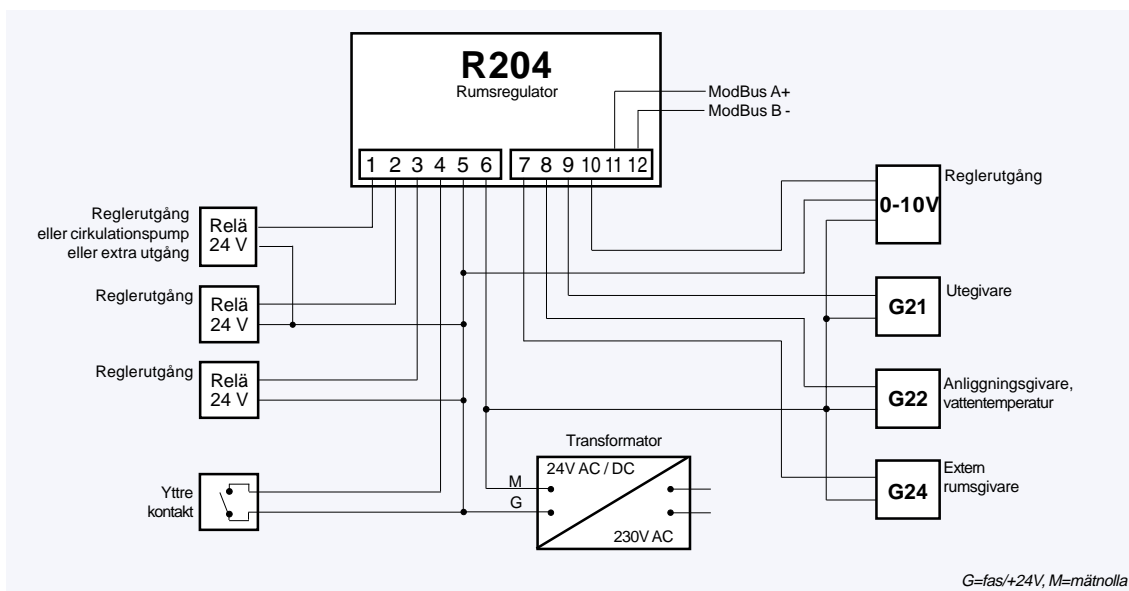 R204
Rumsregulator
ModBus A+
ModBus B -
1 2 3 4 5 6 7 8 9 10 11 12
Reglerutgång
eller cirkulationspump
eller extra utgång
Relä
24 V
Reglerutgång
Relä
24 V
Reglerutgång
Relä
24 V
Yttre
kontakt
Transformator
24V AC / DC
M
G
230V AC
0-10V
Reglerutgång
G21
Utegivare
G22
Anliggningsgivare,
vattentemperatur
G24
Extern
rumsgivare
G=fas/+24V, M=mätnolla